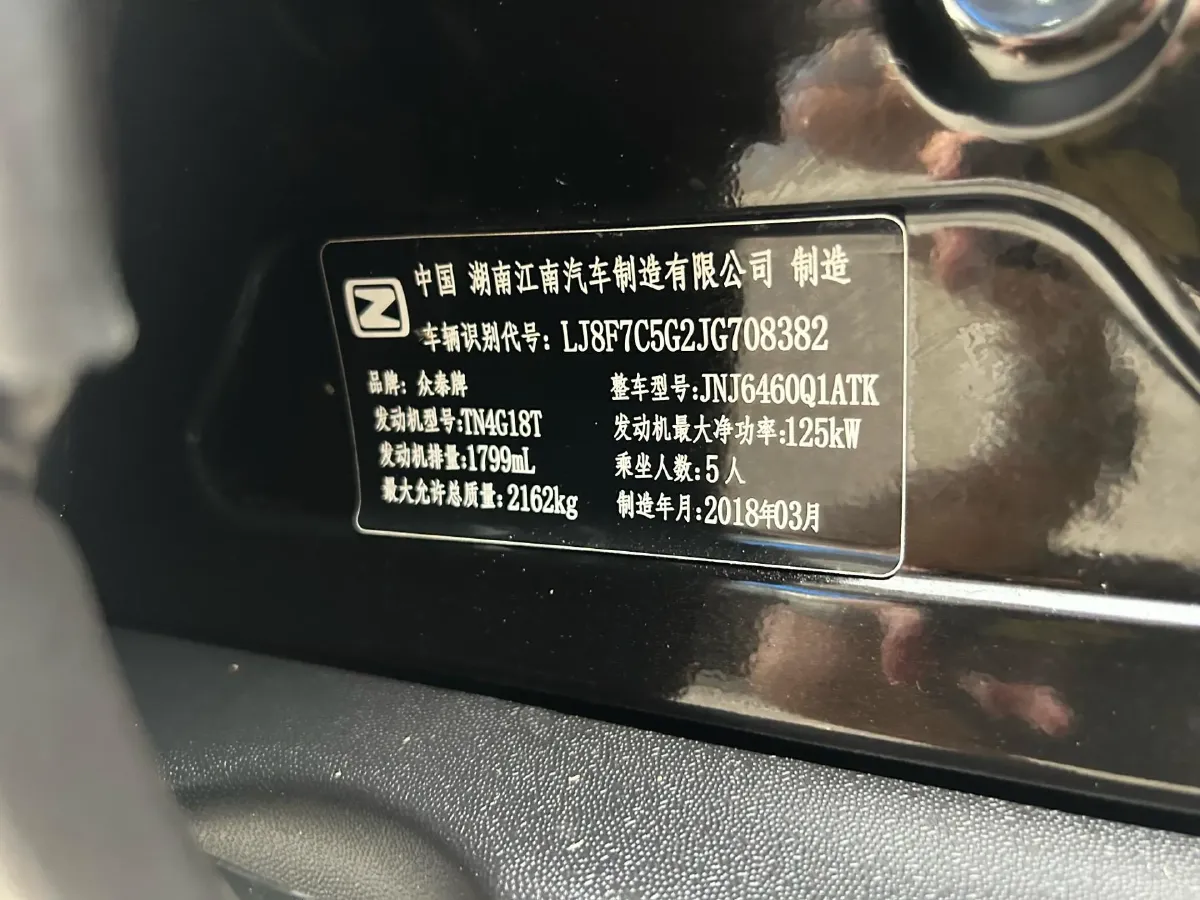 中国 湖南江南汽车制造有限公司 制造
车辆识别代号：LJ8F7C5G2JG708382
品牌：众泰牌 整车型号：JNJ6460Q1ATK
发动机型号：TN4G18T 发动机最大净功率：125kW
发动机排量：1799mL 乘坐人数：5人
最大允许总质量：2162kg 制造年月：2018年03月